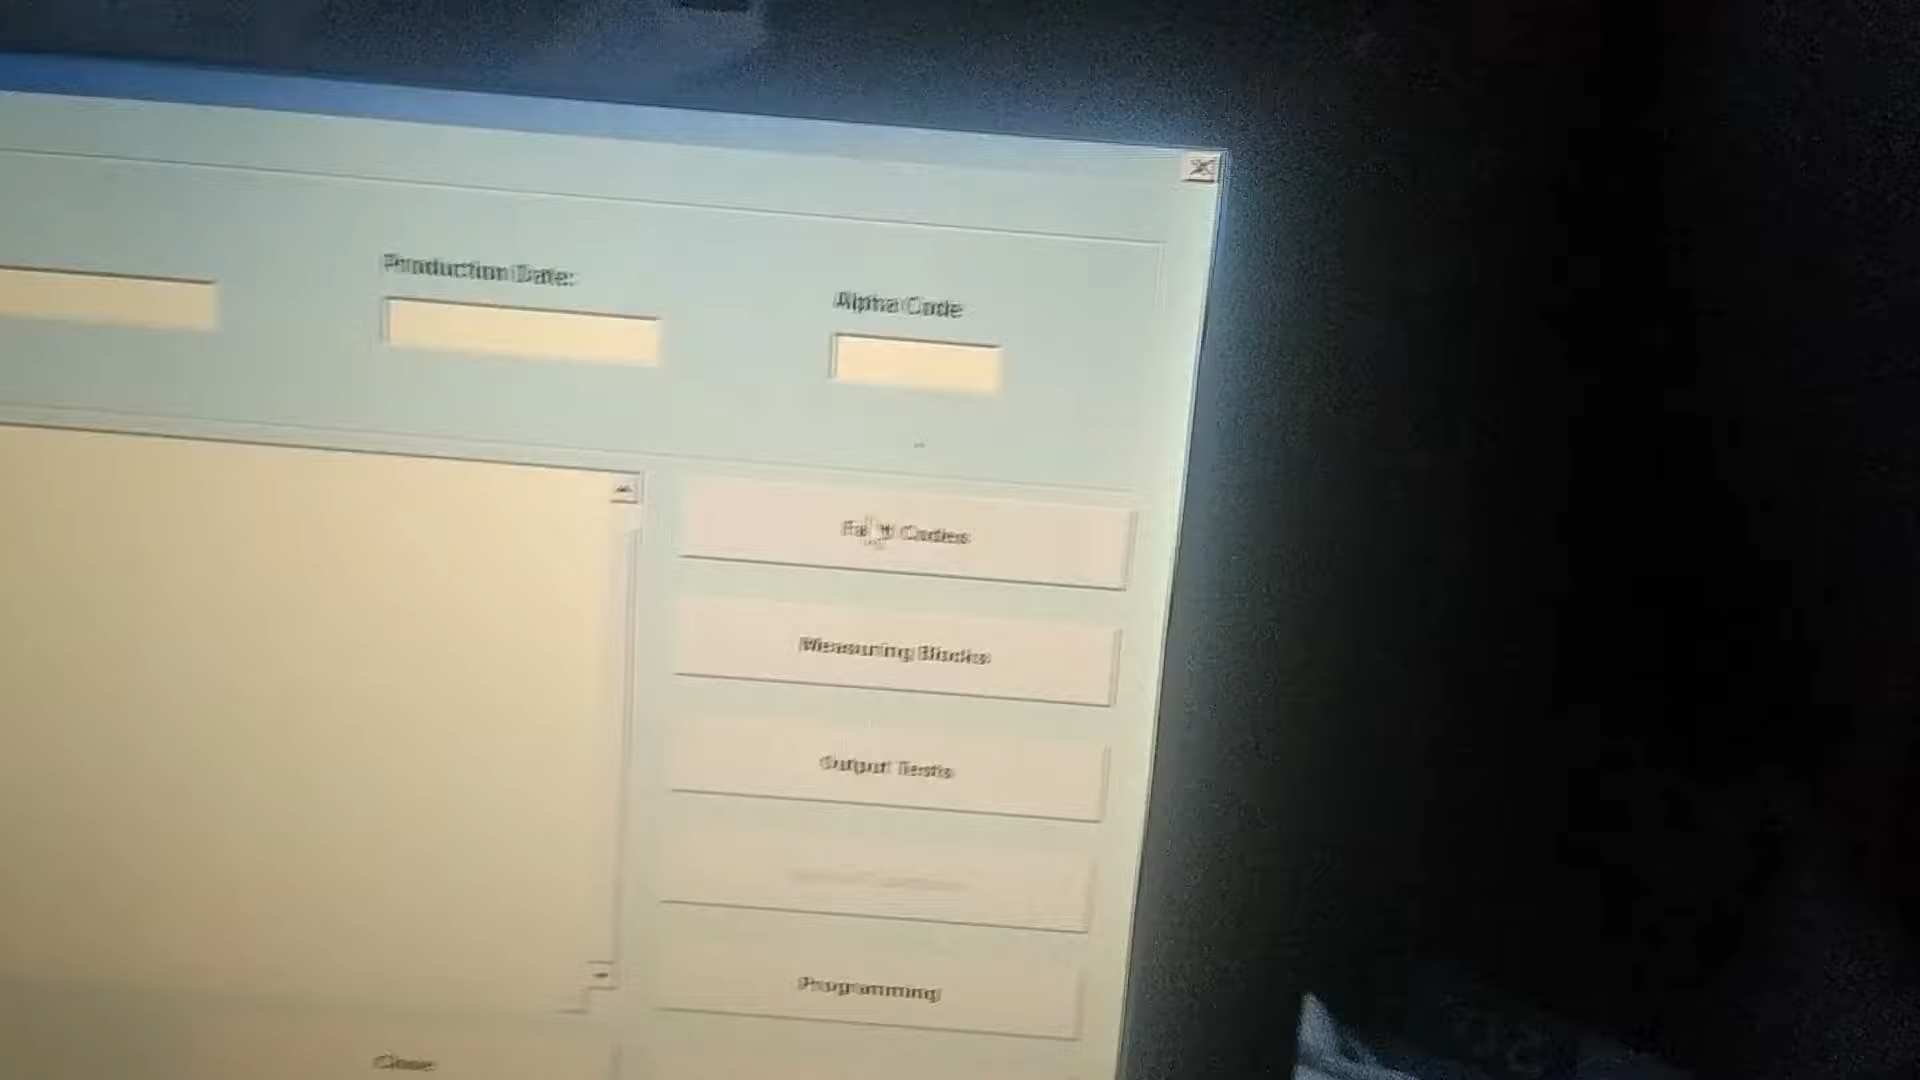 Production Date:
Alpha Code
Fault Codes
Measuring Blocks
Output Tests
Programming
Close